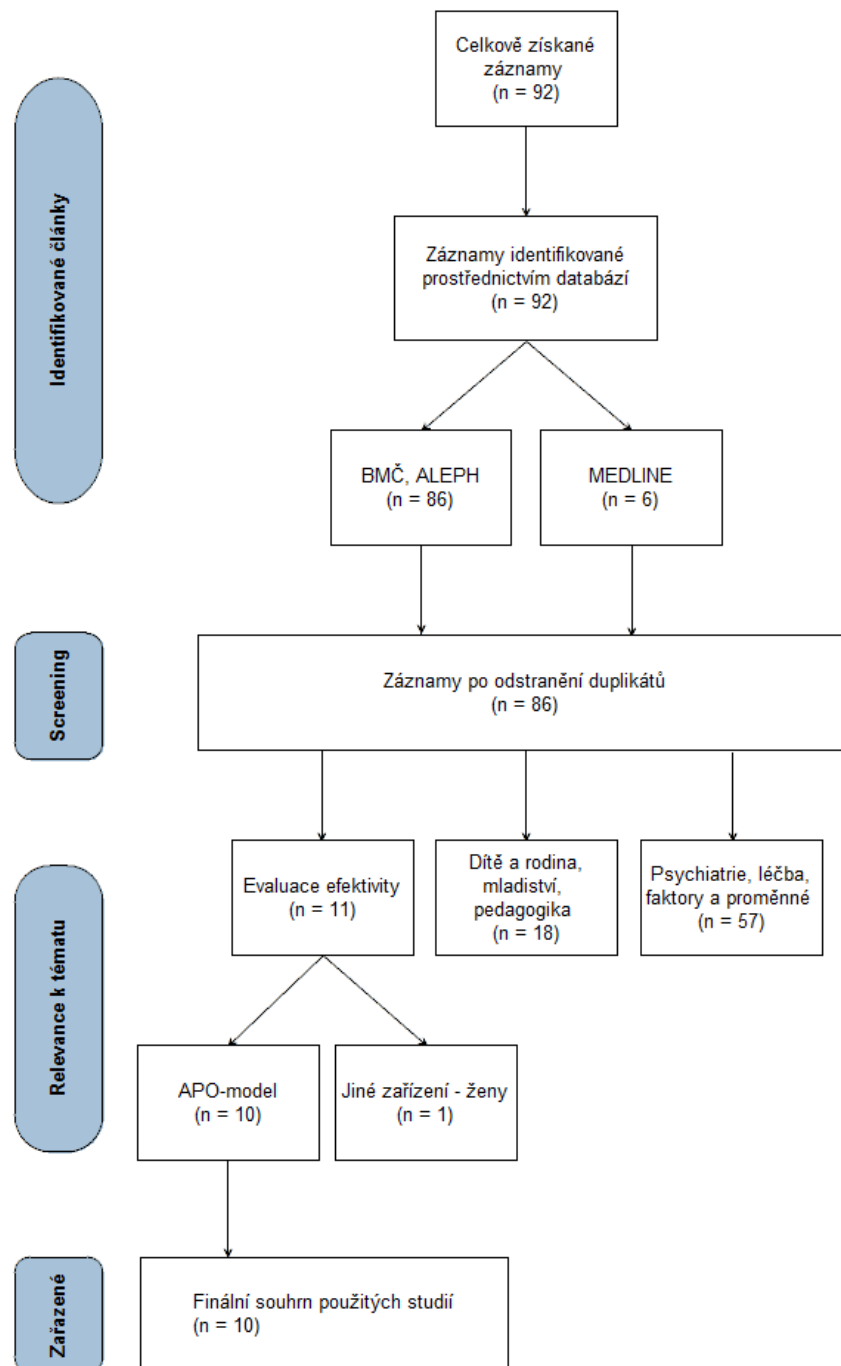 Celkově získané
záznamy
(n = 92)
Identifikované články
Záznamy identifikované
prostřednictvím databází
(n = 92)
BMČ, ALEPH
(n = 86)
MEDLINE
(n = 6)
Screening
Záznamy po odstranění duplikátů
(n = 86)
Relevance k tématu
Evaluace efektivity
(n = 11)
Dítě a rodina,
mladiství,
pedagogika
(n = 18)
Psychiatrie, léčba,
faktory a proměnné
(n = 57)
APO-model
(n = 10)
Jiné zařízení - ženy
(n = 1)
Zařazené
Finální souhrn použitých studií
(n = 10)